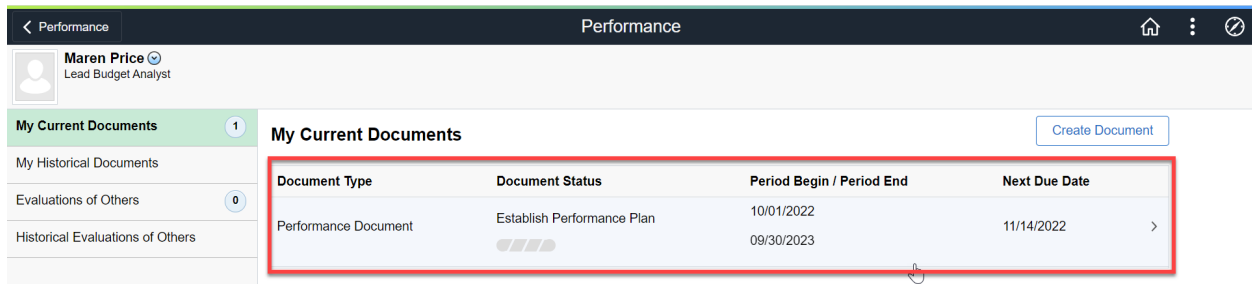 Performance
Performance
Maren Price
Lead Budget Analyst
My Current Documents 1
My Historical Documents
Evaluations of Others 0
Historical Evaluations of Others
My Current Documents
Create Document
Document Type Document Status Period Begin / Period End Next Due Date
Performance Document Establish Performance Plan 10/01/2022 11/14/2022
09/30/2023